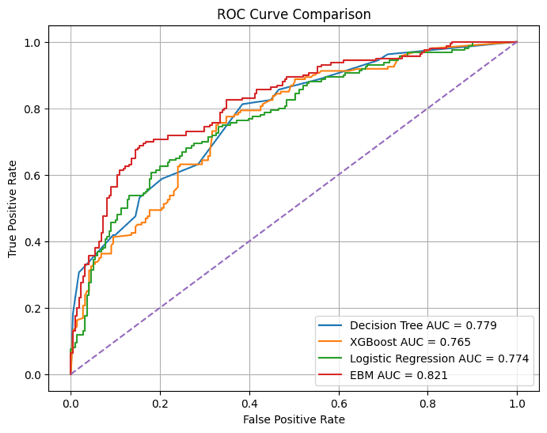 ROC Curve Comparison
True Positive Rate
1.0
0.8
0.6
0.4
0.2
0.0
Decision Tree AUC = 0.779
XGBoost AUC = 0.765
Logistic Regression AUC = 0.774
EBM AUC = 0.821
0.0 0.2 0.4 0.6 0.8 1.0
False Positive Rate